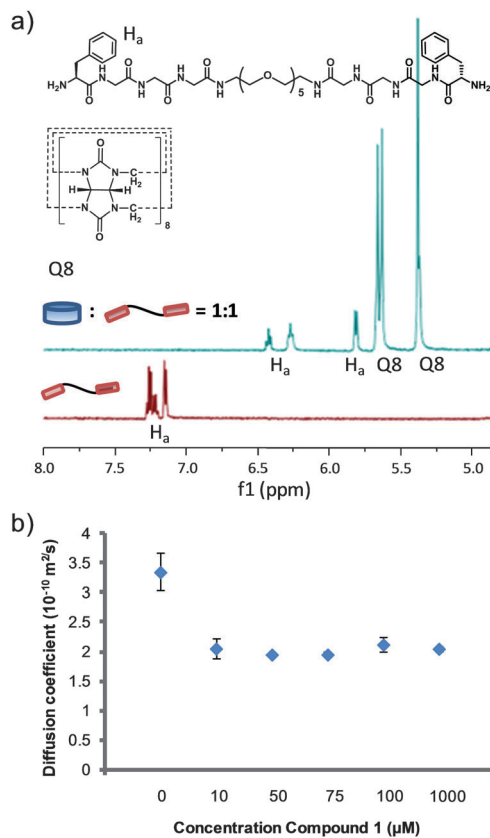 a)
Ha
H2N
O
H
N
O
N
H
O
H
N
O
N
H
O
5
H
N
O
N
H
O
H
N
O
N
H
O
NH2
O
N
N
CH2
H
H
N
N
CH2
O
8
Q8
: = 1:1
Ha Ha Q8 Q8
Ha
8.0 7.5 7.0 6.5 6.0 5.5 5.0
f1 (ppm)
b)
Diffusion coefficient (10-10 m2/s)
4
3.5
3
2.5
2
1.5
1
0.5
0
0 10 50 75 100 1000
Concentration Compound 1 (µM)